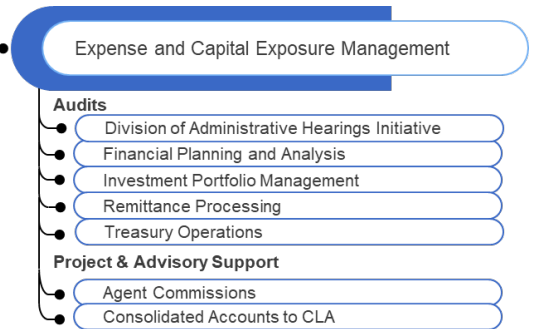 Expense and Capital Exposure Management
Audits
Division of Administrative Hearings Initiative
Financial Planning and Analysis
Investment Portfolio Management
Remittance Processing
Treasury Operations
Project & Advisory Support
Agent Commissions
Consolidated Accounts to CLA